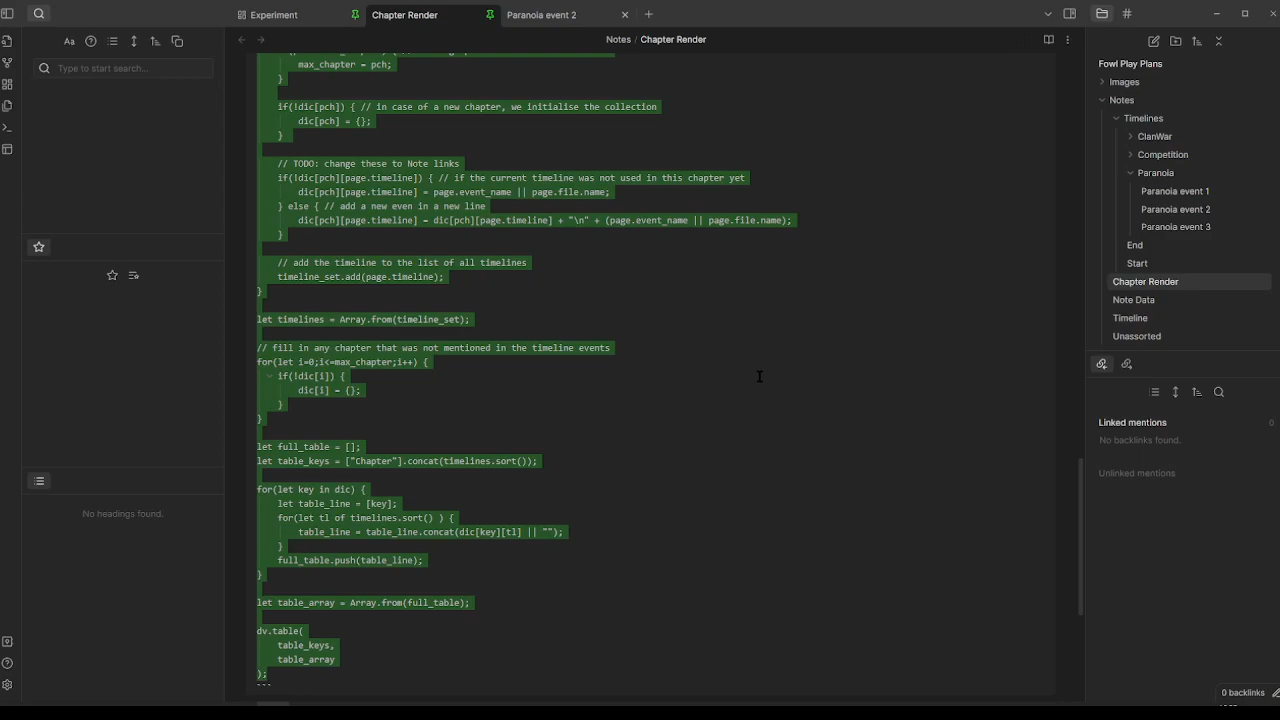 Experiment
Chapter Render
Paranoia event 2
Aa
Type to start search...
Notes / Chapter Render
max_chapter = pch;
}
if(!dic[pch]) { // in case of a new chapter, we initialise the collection
dic[pch] = {};
}
// TODO: change these to Note links
if(!dic[pch][page.timeline]) { // if the current timeline was not used in this chapter yet
dic[pch][page.timeline] = page.event_name || page.file.name;
} else { // add a new even in a new line
dic[pch][page.timeline] = dic[pch][page.timeline] + "\n" + (page.event_name || page.file.name);
}
// add the timeline to the list of all timelines
timeline_set.add(page.timeline);
}
let timelines = Array.from(timeline_set);
// fill in any chapter that was not mentioned in the timeline events
for(let i=0;i<=max_chapter;i++) {
if(!dic[i]) {
dic[i] = {};
}
}
let full_table = [];
let table_keys = ["Chapter"].concat(timelines.sort());
for(let key in dic) {
let table_line = [key];
for(let tl of timelines.sort() ) {
table_line = table_line.concat(dic[key][tl] || "");
}
full_table.push(table_line);
}
let table_array = Array.from(full_table);
dv.table(
table_keys,
table_array
);
```
No headings found.
Fowl Play Plans
Images
Notes
Timelines
ClanWar
Competition
Paranoia
Paranoia event 1
Paranoia event 2
Paranoia event 3
End
Start
Chapter Render
Note Data
Timeline
Unassorted
Linked mentions 0
No backlinks found.
Unlinked mentions
0 backlinks